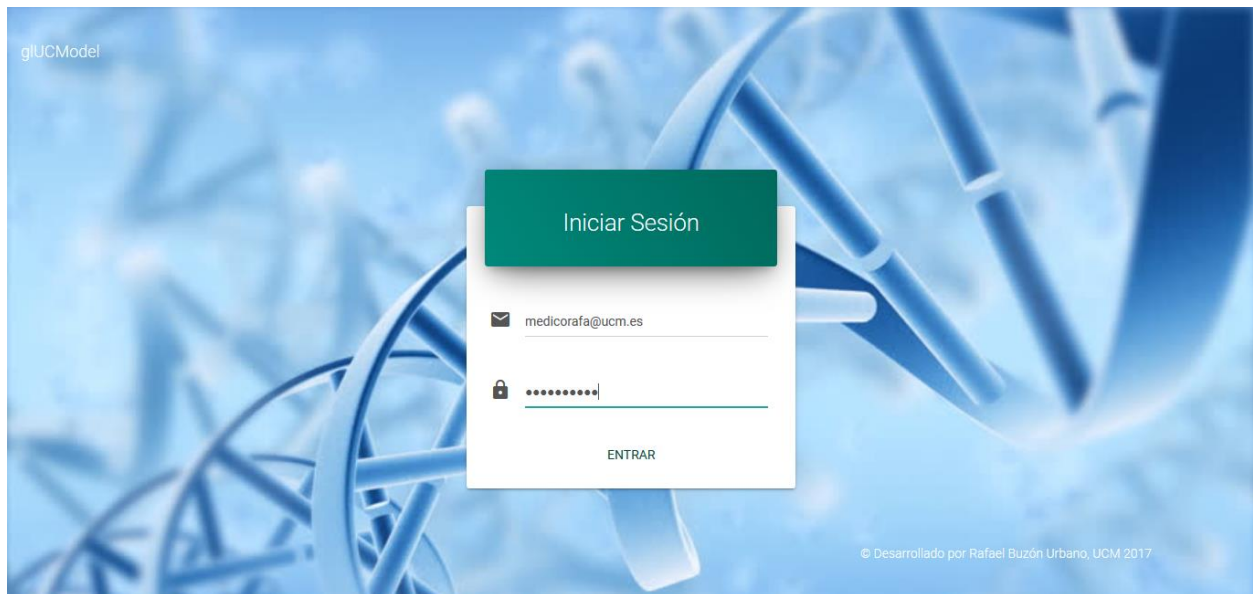 glUCModel
Iniciar Sesión
medicorafa@ucm.es
••••••••••
ENTRAR
© Desarrollado por Rafael Buzón Urbano, UCM 2017